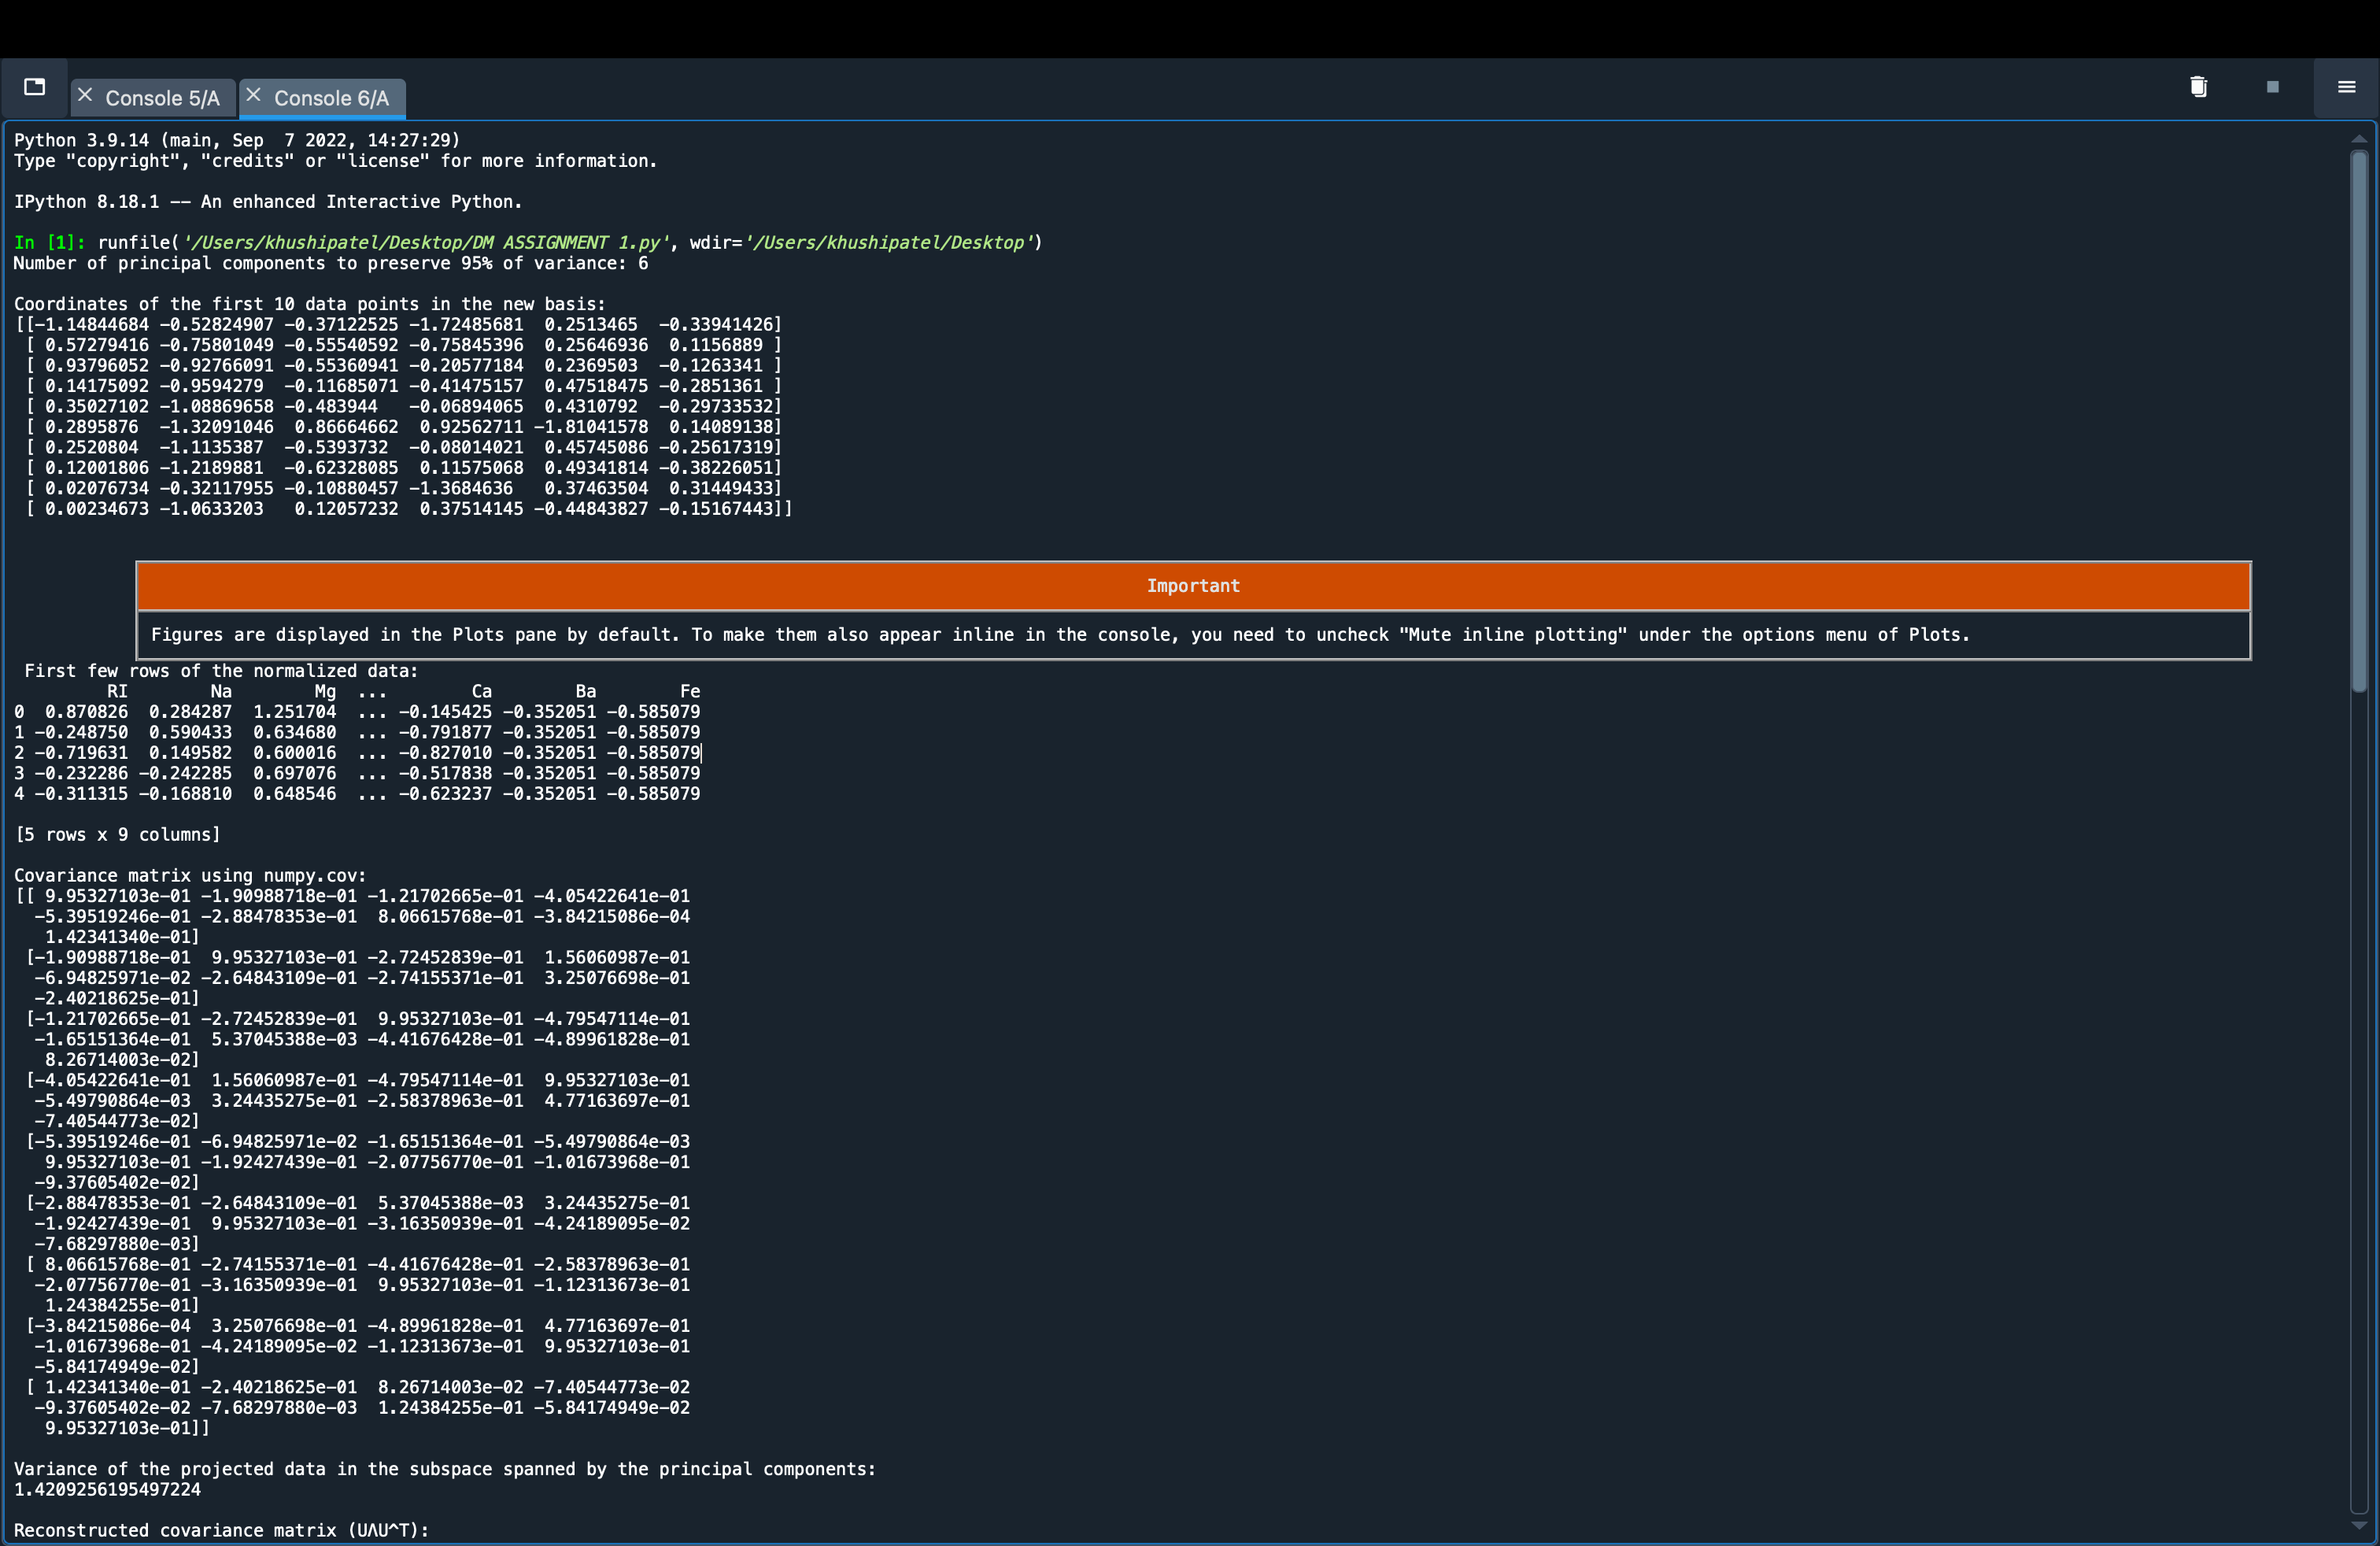 Console 5/A
Console 6/A
Python 3.9.14 (main, Sep  7 2022, 14:27:29)
Type "copyright", "credits" or "license" for more information.
IPython 8.18.1 -- An enhanced Interactive Python.
In [1]: runfile('/Users/khushipatel/Desktop/DM ASSIGNMENT 1.py', wdir='/Users/khushipatel/Desktop')
Number of principal components to preserve 95% of variance: 6
Coordinates of the first 10 data points in the new basis:
[[-1.14844684 -0.52824907 -0.37122525 -1.72485681  0.2513465  -0.33941426]
 [ 0.57279416 -0.75801049 -0.55540592 -0.75845396  0.25646936  0.1156889 ]
 [ 0.93796052 -0.92766091 -0.55360941 -0.20577184  0.2369503  -0.1263341 ]
 [ 0.14175092 -0.9594279  -0.11685071 -0.41475157  0.47518475 -0.2851361 ]
 [ 0.35027102 -1.08869658 -0.483944   -0.06894065  0.4310792  -0.29733532]
 [ 0.2895876  -1.32091046  0.86664662  0.92562711 -1.81041578  0.14089138]
 [ 0.2520804  -1.1135387  -0.5393732  -0.08014021  0.45745086 -0.25617319]
 [ 0.12001806 -1.2189881  -0.62328085  0.11575068  0.49341814 -0.38226051]
 [ 0.02076734 -0.32117955 -0.10880457 -1.3684636   0.37463504  0.31449433]
 [ 0.00234673 -1.0633203   0.12057232  0.37514145 -0.44843827 -0.15167443]]
Important
Figures are displayed in the Plots pane by default. To make them also appear inline in the console, you need to uncheck "Mute inline plotting" under the options menu of Plots.
First few rows of the normalized data:
         RI        Na        Mg  ...        Ca        Ba        Fe
0  0.870826  0.284287  1.251704  ... -0.145425 -0.352051 -0.585079
1 -0.248750  0.590433  0.634680  ... -0.791877 -0.352051 -0.585079
2 -0.719631  0.149582  0.600016  ... -0.827010 -0.352051 -0.585079
3 -0.232286 -0.242285  0.697076  ... -0.517838 -0.352051 -0.585079
4 -0.311315 -0.168810  0.648546  ... -0.623237 -0.352051 -0.585079
[5 rows x 9 columns]
Covariance matrix using numpy.cov:
[[ 9.95327103e-01 -1.90988718e-01 -1.21702665e-01 -4.05422641e-01
  -5.39519246e-01 -2.88478353e-01  8.06615768e-01 -3.84215086e-04
   1.42341340e-01]
 [-1.90988718e-01  9.95327103e-01 -2.72452839e-01  1.56060987e-01
  -6.94825971e-02 -2.64843109e-01 -2.74155371e-01  3.25076698e-01
  -2.40218625e-01]
 [-1.21702665e-01 -2.72452839e-01  9.95327103e-01 -4.79547114e-01
  -1.65151364e-01  5.37045388e-03 -4.41676428e-01 -4.89961828e-01
   8.26714003e-02]
 [-4.05422641e-01  1.56060987e-01 -4.79547114e-01  9.95327103e-01
  -5.49790864e-03  3.24435275e-01 -2.58378963e-01  4.77163697e-01
  -7.40544773e-02]
 [-5.39519246e-01 -6.94825971e-02 -1.65151364e-01 -5.49790864e-03
   9.95327103e-01 -1.92427439e-01 -2.07756770e-01 -1.01673968e-01
  -9.37605402e-02]
 [-2.88478353e-01 -2.64843109e-01  5.37045388e-03  3.24435275e-01
  -1.92427439e-01  9.95327103e-01 -3.16350939e-01 -4.24189095e-02
  -7.68297880e-03]
 [ 8.06615768e-01 -2.74155371e-01 -4.41676428e-01 -2.58378963e-01
  -2.07756770e-01 -3.16350939e-01  9.95327103e-01 -1.12313673e-01
   1.24384255e-01]
 [-3.84215086e-04  3.25076698e-01 -4.89961828e-01  4.77163697e-01
  -1.01673968e-01 -4.24189095e-02 -1.12313673e-01  9.95327103e-01
  -5.84174949e-02]
 [ 1.42341340e-01 -2.40218625e-01  8.26714003e-02 -7.40544773e-02
  -9.37605402e-02 -7.68297880e-03  1.24384255e-01 -5.84174949e-02
   9.95327103e-01]]
Variance of the projected data in the subspace spanned by the principal components:
1.4209256195497224
Reconstructed covariance matrix (UΛU^T):